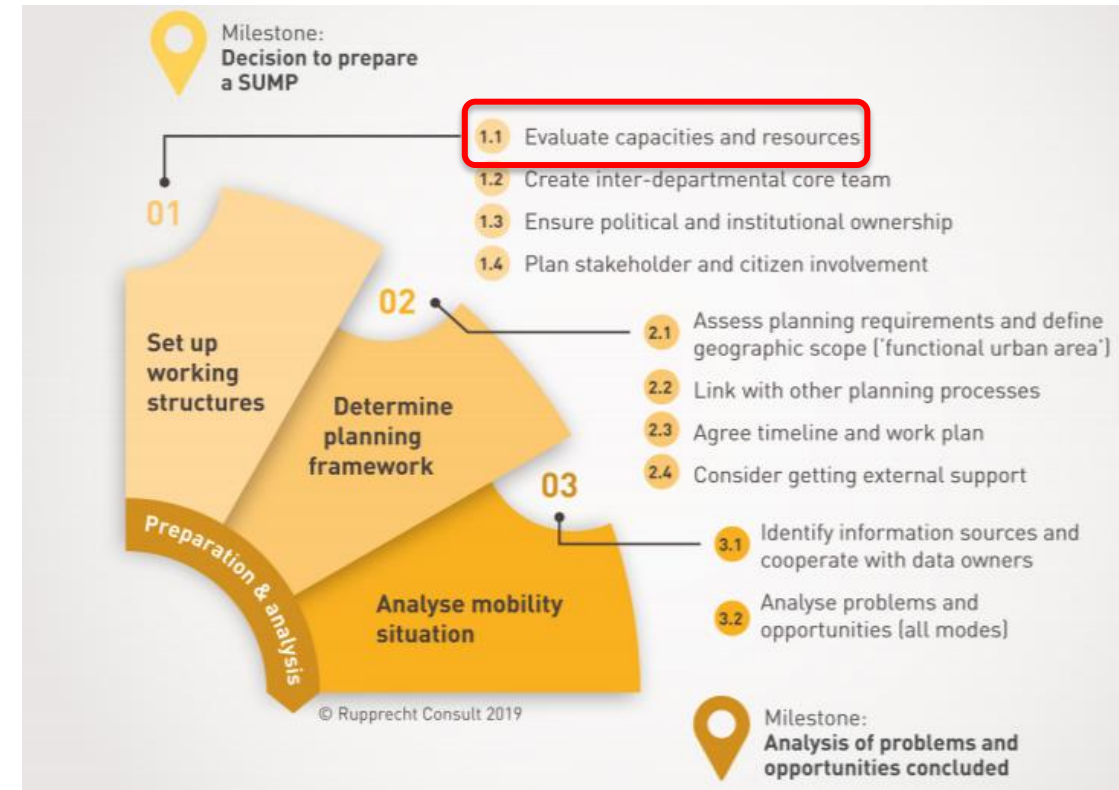 Milestone:
Decision to prepare
a SUMP
1.1 Evaluate capacities and resources
1.2 Create inter-departmental core team
1.3 Ensure political and institutional ownership
1.4 Plan stakeholder and citizen involvement
01
Set up
working
structures
02
2.1 Assess planning requirements and define
geographic scope ('functional urban area')
2.2 Link with other planning processes
2.3 Agree timeline and work plan
2.4 Consider getting external support
Determine
planning
framework
03
3.1 Identify information sources and
cooperate with data owners
3.2 Analyse problems and
opportunities (all modes)
Analyse mobility
situation
Preparation & analysis
© Rupprecht Consult 2019
Milestone:
Analysis of problems and
opportunities concluded